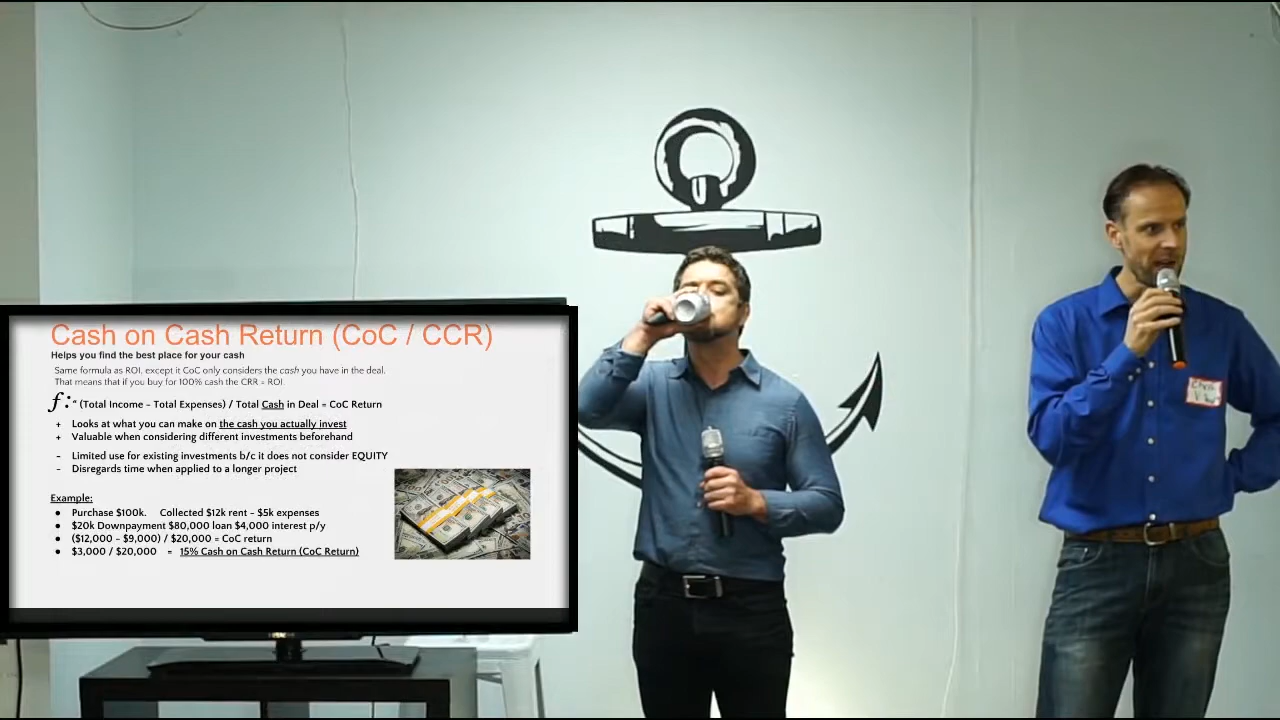 Cash on Cash Return (CoC / CCR)
Helps you find the best place for your cash
Same formula as ROI, except it CoC only considers the cash you have in the deal.
That means that if you buy for 100% cash the CRR = ROI
f: “ (Total Income – Total Expenses) / Total Cash in Deal = CoC Return
+ Looks at what you can make on the cash you actually invest
+ Valuable when considering different investments beforehand
– Limited use for existing investments b/c it does not consider EQUITY
– Disregards time when applied to a longer project
Example:
● Purchase $100k. Collected $12k rent – $5k expenses
● $20k Downpayment $80,000 loan $4,000 interest p/y
● ($12,000 – $9,000) / $20,000 = CoC return
● $3,000 / $20,000 = 15% Cash on Cash Return (CoC Return)
Chris